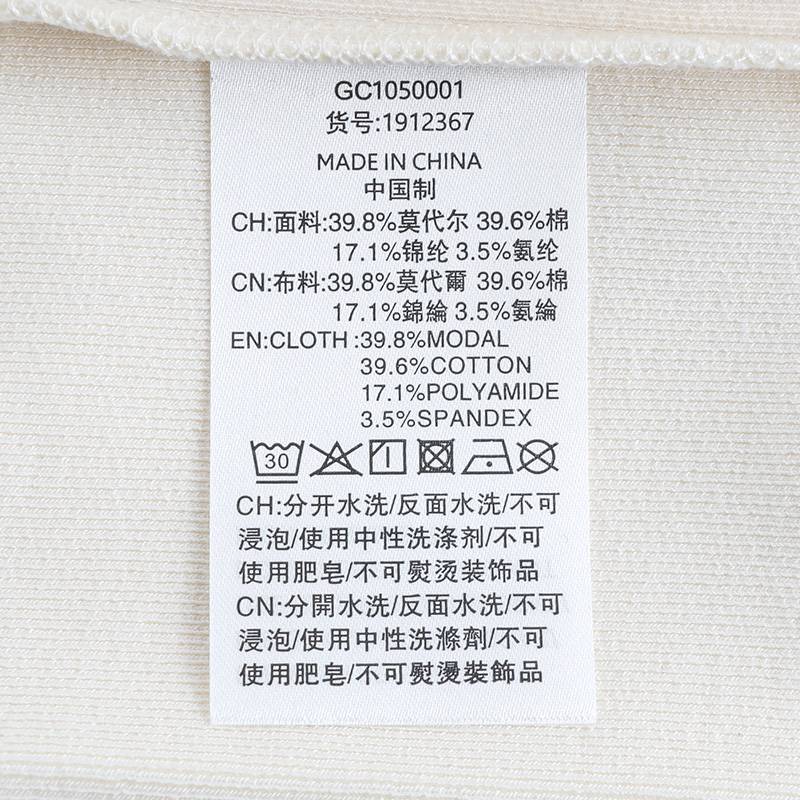 GC1050001
货号:1912367
MADE IN CHINA
中国制
CH:面料:39.8%莫代尔 39.6%棉
17.1%锦纶 3.5%氨纶
CN:布料:39.8%莫代爾 39.6%棉
17.1%錦綸 3.5%氨綸
EN:CLOTH :39.8%MODAL
39.6%COTTON
17.1%POLYAMIDE
3.5%SPANDEX
30
CH:分开水洗/反面水洗/不可
浸泡/使用中性洗涤剂/不可
使用肥皂/不可熨烫装饰品
CN:分開水洗/反面水洗/不可
浸泡/使用中性洗滌劑/不可
使用肥皂/不可熨燙裝飾品